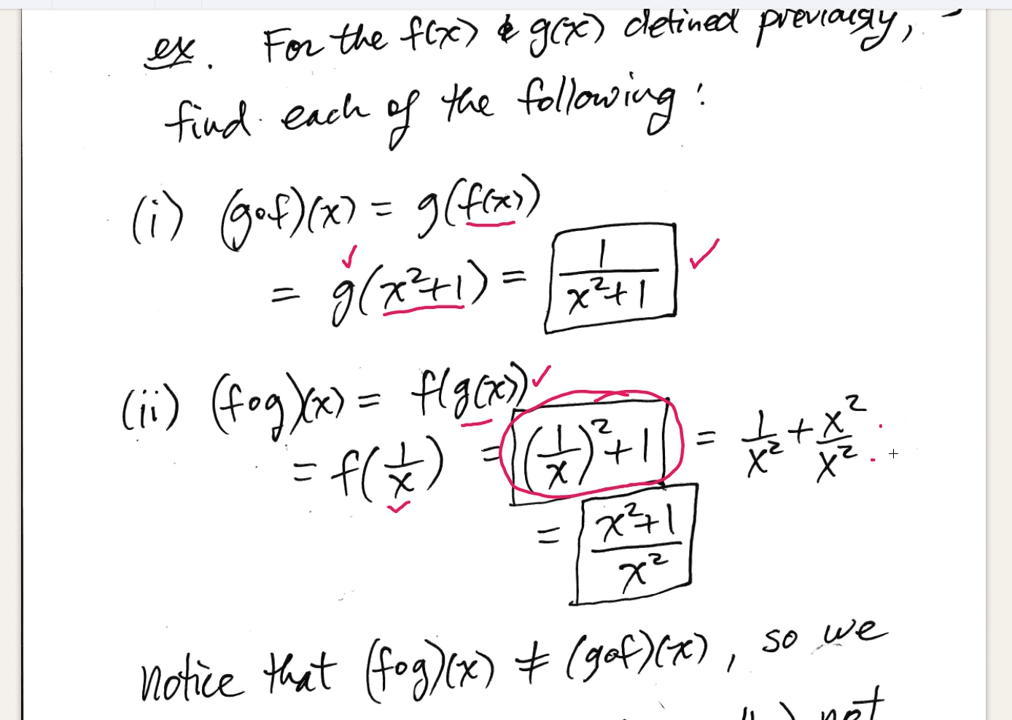 ex. For the f(x) & g(x) defined previously,
find each of the following:
(i) (g∘f)(x) = g(f(x))
= g(x²+1) = 1/(x²+1)
(ii) (f∘g)(x) = f(g(x))
= f(1/x) = (1/x)²+1 = 1/x² + x²/x²
= (x²+1)/x²
notice that (f∘g)(x) ≠ (g∘f)(x), so we
not